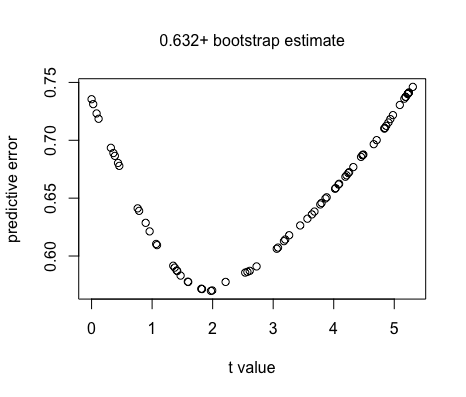 0.632+ bootstrap estimate
predictive error
0.75
0.70
0.65
0.60
0 1 2 3 4 5
t value